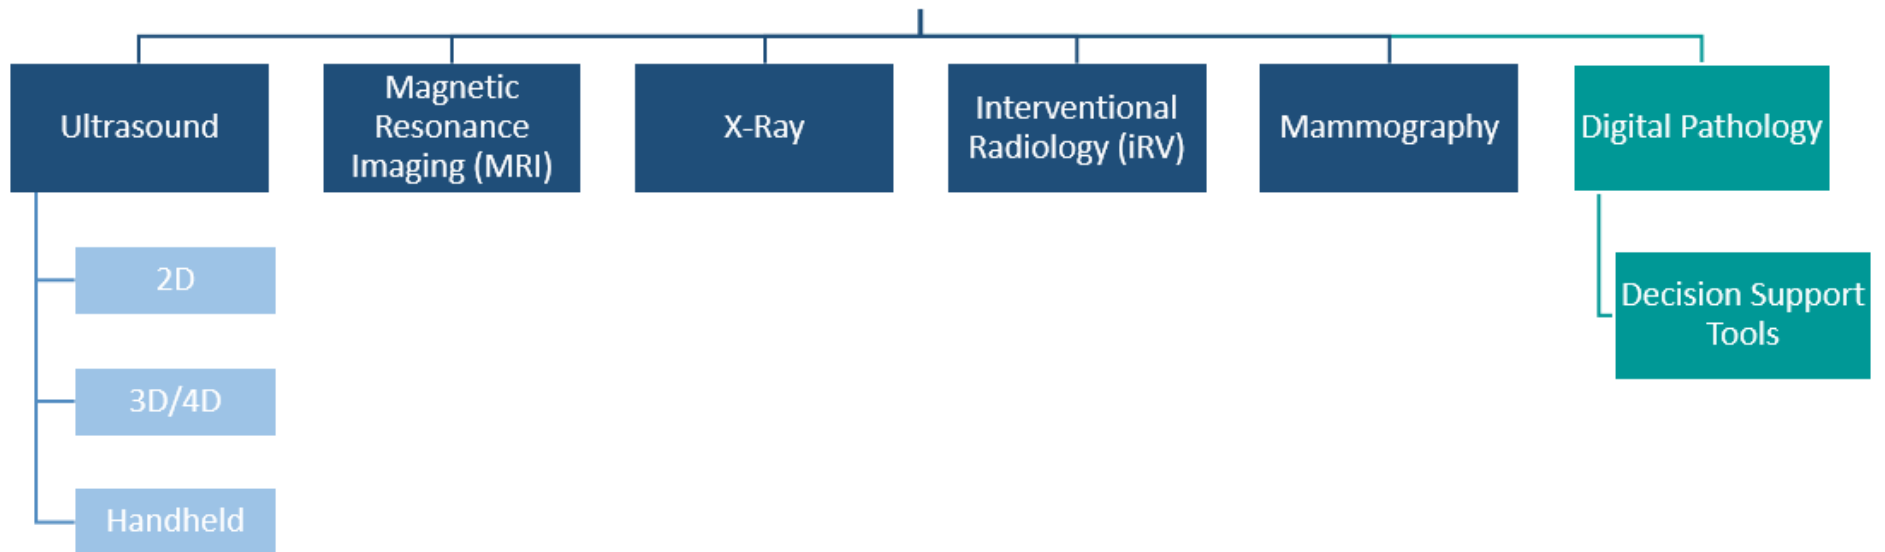 Ultrasound
Magnetic
Resonance
Imaging (MRI)
X-Ray
Interventional
Radiology (iRV)
Mammography
Digital Pathology
2D
3D/4D
Handheld
Decision Support
Tools